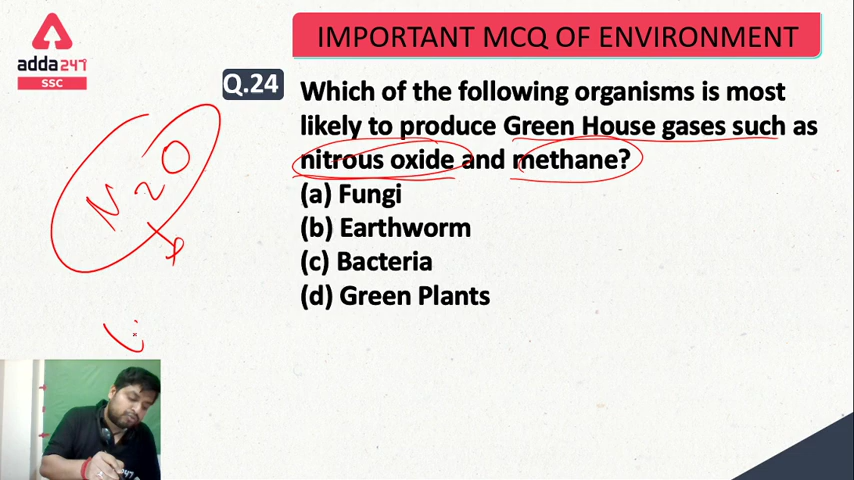 IMPORTANT MCQ OF ENVIRONMENT
adda247
SSC
Q.24
Which of the following organisms is most
likely to produce Green House gases such as
nitrous oxide and methane?
(a) Fungi
(b) Earthworm
(c) Bacteria
(d) Green Plants
N2O